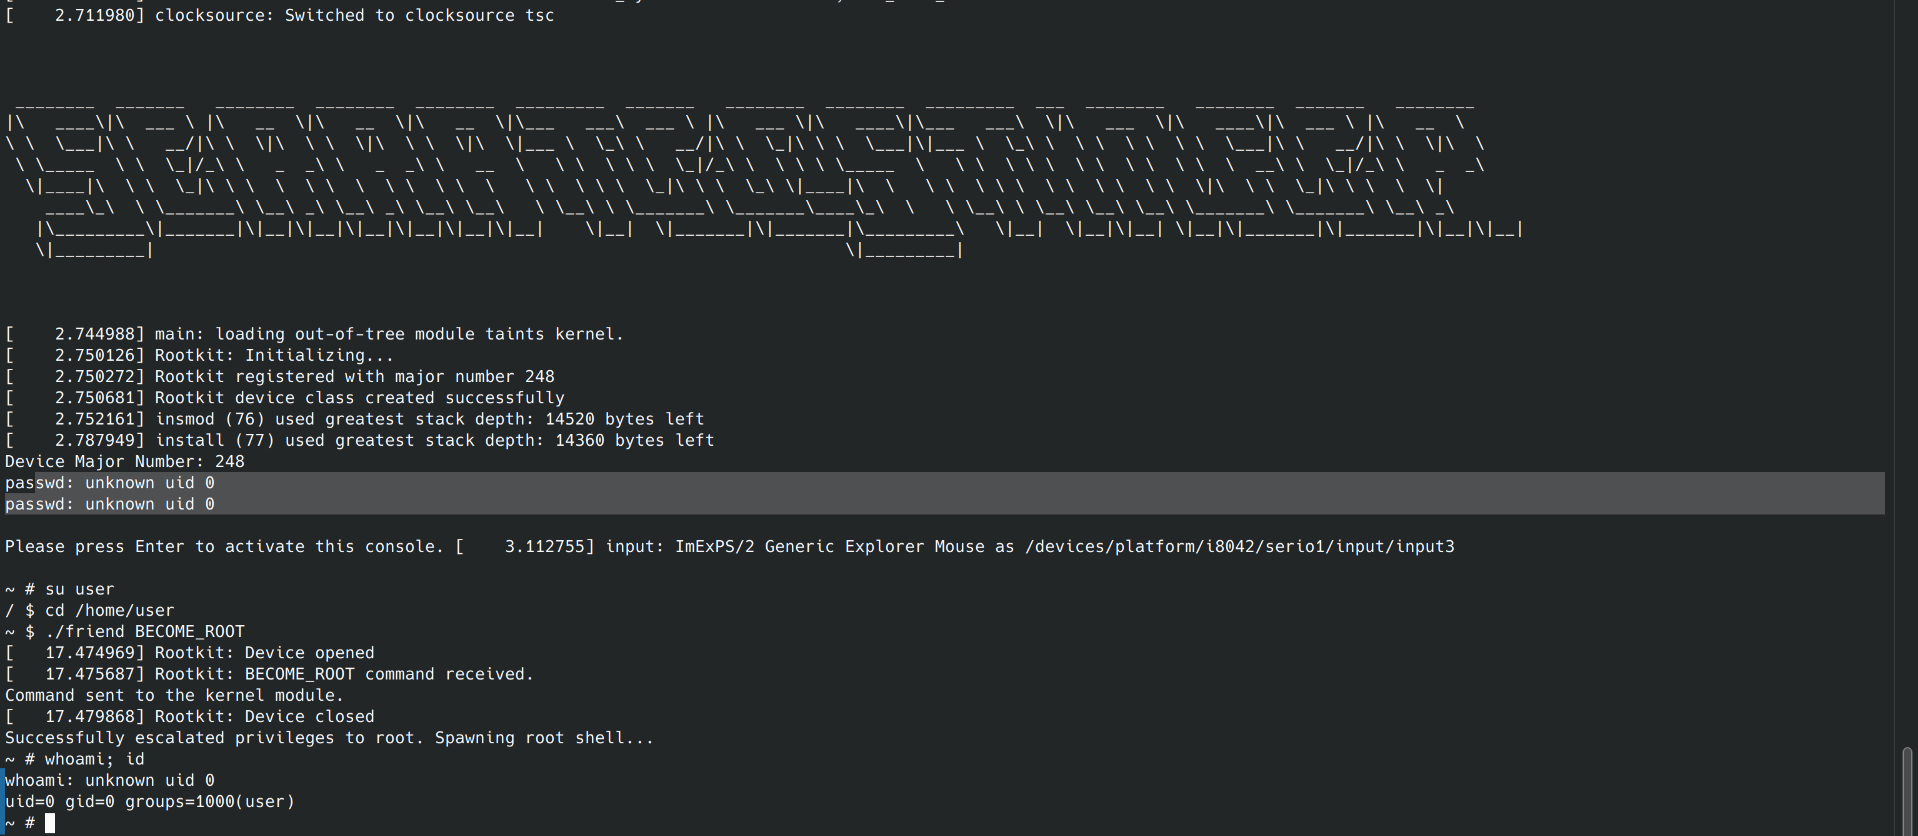 [    2.711980] clocksource: Switched to clocksource tsc
[    2.744988] main: loading out-of-tree module taints kernel.
[    2.750126] Rootkit: Initializing...
[    2.750272] Rootkit registered with major number 248
[    2.750681] Rootkit device class created successfully
[    2.752161] insmod (76) used greatest stack depth: 14520 bytes left
[    2.787949] install (77) used greatest stack depth: 14360 bytes left
Device Major Number: 248
passwd: unknown uid 0
passwd: unknown uid 0
Please press Enter to activate this console. [    3.112755] input: ImExPS/2 Generic Explorer Mouse as /devices/platform/i8042/serio1/input/input3
~ # su user
/ $ cd /home/user
~ $ ./friend BECOME_ROOT
[   17.474969] Rootkit: Device opened
[   17.475687] Rootkit: BECOME_ROOT command received.
Command sent to the kernel module.
[   17.479868] Rootkit: Device closed
Successfully escalated privileges to root. Spawning root shell...
~ # whoami; id
whoami: unknown uid 0
uid=0 gid=0 groups=1000(user)
~ #